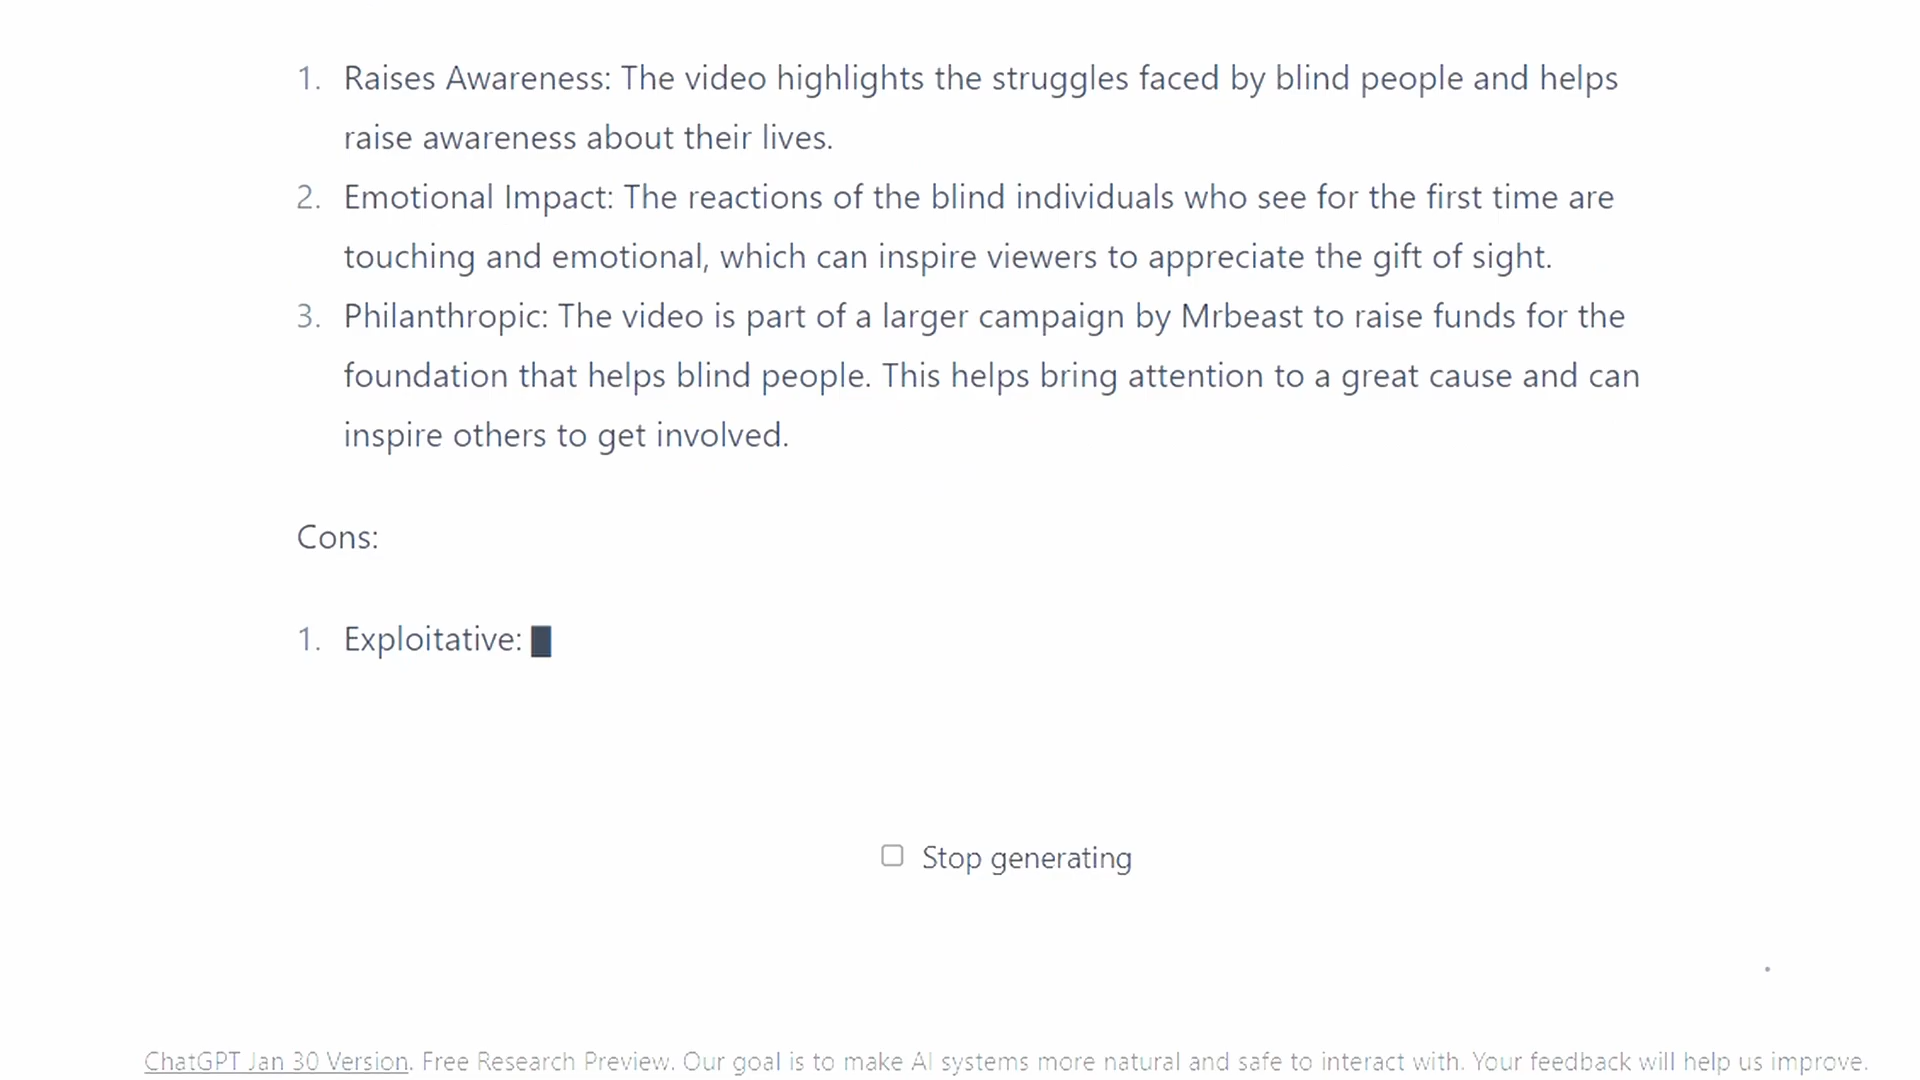 1. Raises Awareness: The video highlights the struggles faced by blind people and helps
raise awareness about their lives.
2. Emotional Impact: The reactions of the blind individuals who see for the first time are
touching and emotional, which can inspire viewers to appreciate the gift of sight.
3. Philanthropic: The video is part of a larger campaign by Mrbeast to raise funds for the
foundation that helps blind people. This helps bring attention to a great cause and can
inspire others to get involved.
Cons:
1. Exploitative:
Stop generating
ChatGPT Jan 30 Version. Free Research Preview. Our goal is to make AI systems more natural and safe to interact with. Your feedback will help us improve.